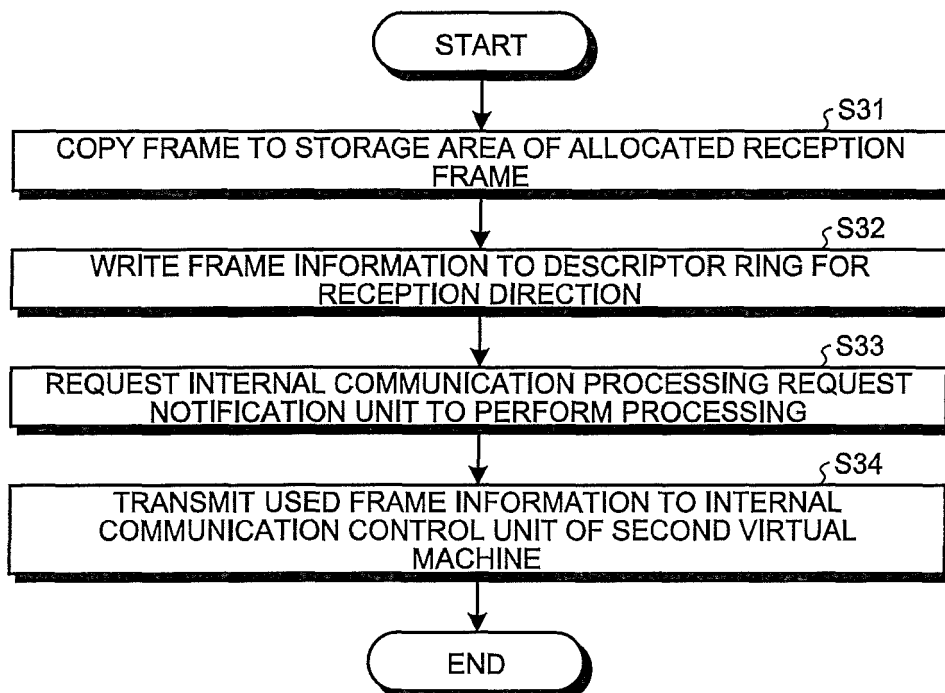 START
S31
COPY FRAME TO STORAGE AREA OF ALLOCATED RECEPTION
FRAME
S32
WRITE FRAME INFORMATION TO DESCRIPTOR RING FOR
RECEPTION DIRECTION
S33
REQUEST INTERNAL COMMUNICATION PROCESSING REQUEST
NOTIFICATION UNIT TO PERFORM PROCESSING
S34
TRANSMIT USED FRAME INFORMATION TO INTERNAL
COMMUNICATION CONTROL UNIT OF SECOND VIRTUAL
MACHINE
END